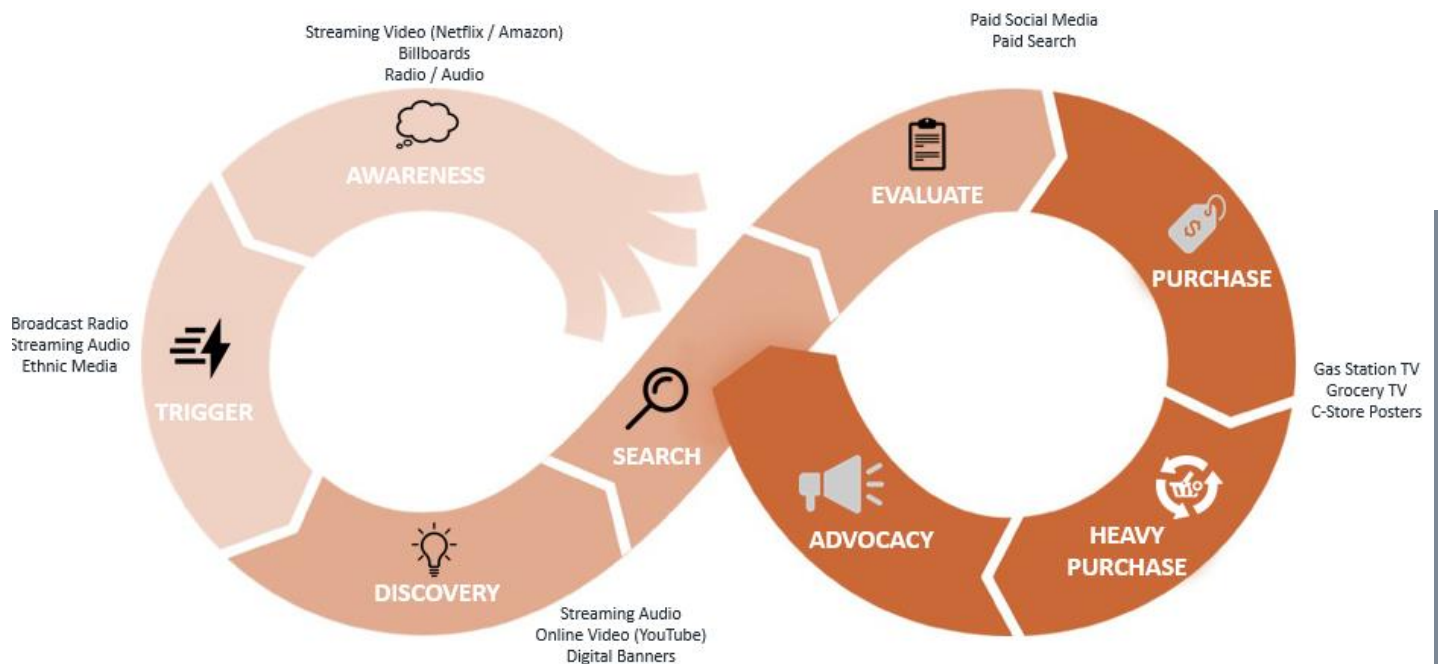 Streaming Video (Netflix / Amazon)
Billboards
Radio / Audio
AWARENESS
Broadcast Radio
Streaming Audio
Ethnic Media
TRIGGER
DISCOVERY
Streaming Audio
Online Video (YouTube)
Digital Banners
SEARCH
Paid Social Media
Paid Search
EVALUATE
$
PURCHASE
Gas Station TV
Grocery TV
C-Store Posters
HEAVY
PURCHASE
ADVOCACY